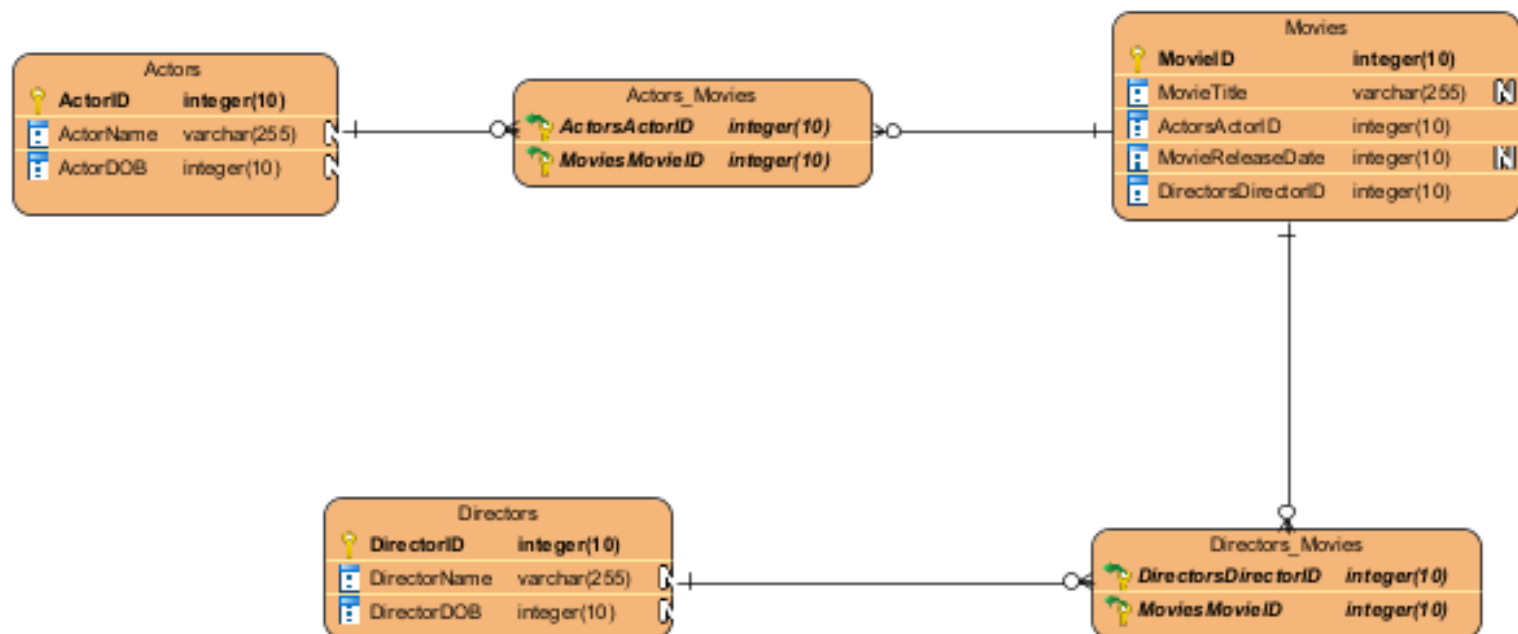 Actors
ActorID integer(10)
ActorName varchar(255) N
ActorDOB integer(10) N
Actors_Movies
ActorsActorID integer(10)
MoviesMovieID integer(10)
Movies
MovieID integer(10)
MovieTitle varchar(255) N
ActorsActorID integer(10)
MovieReleaseDate integer(10) N
DirectorsDirectorID integer(10)
Directors
DirectorID integer(10)
DirectorName varchar(255) N
DirectorDOB integer(10) N
Directors_Movies
DirectorsDirectorID integer(10)
MoviesMovieID integer(10)